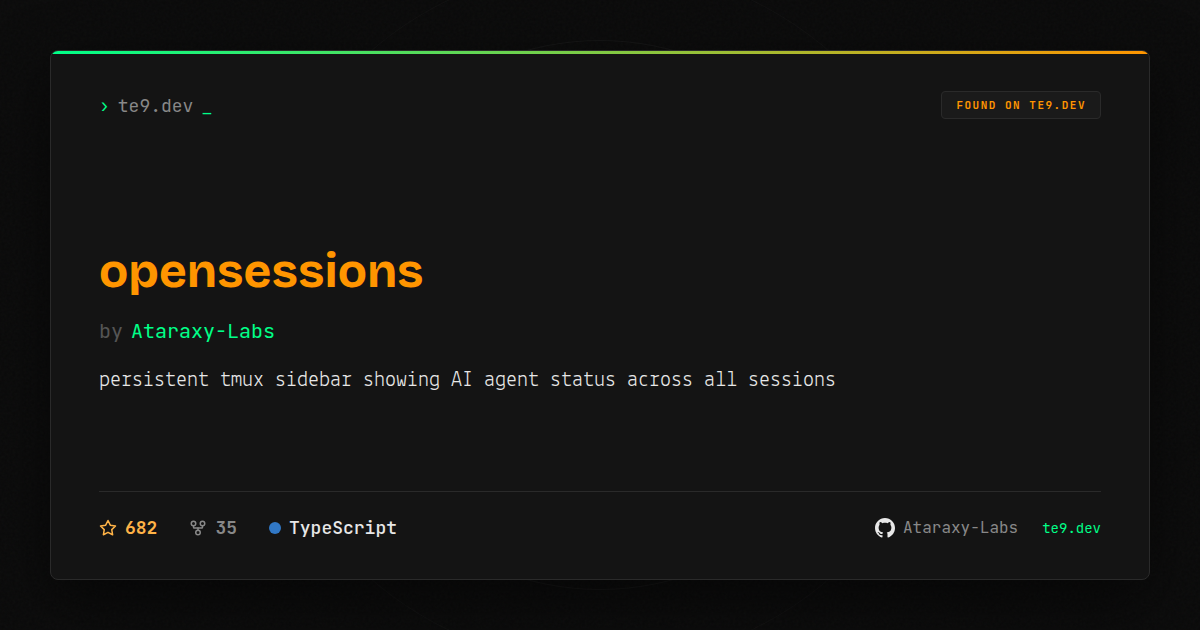 › te9.dev _
FOUND ON TE9.DEV
opensessions
by Ataraxy-Labs
persistent tmux sidebar showing AI agent status across all sessions
682
35
TypeScript
Ataraxy-Labs
te9.dev